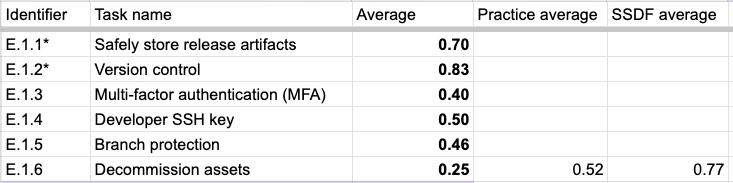 Identifier Task name Average Practice average SSDF average
E.1.1* Safely store release artifacts 0.70
E.1.2* Version control 0.83
E.1.3 Multi-factor authentication (MFA) 0.40
E.1.4 Developer SSH key 0.50
E.1.5 Branch protection 0.46
E.1.6 Decommission assets 0.25 0.52 0.77